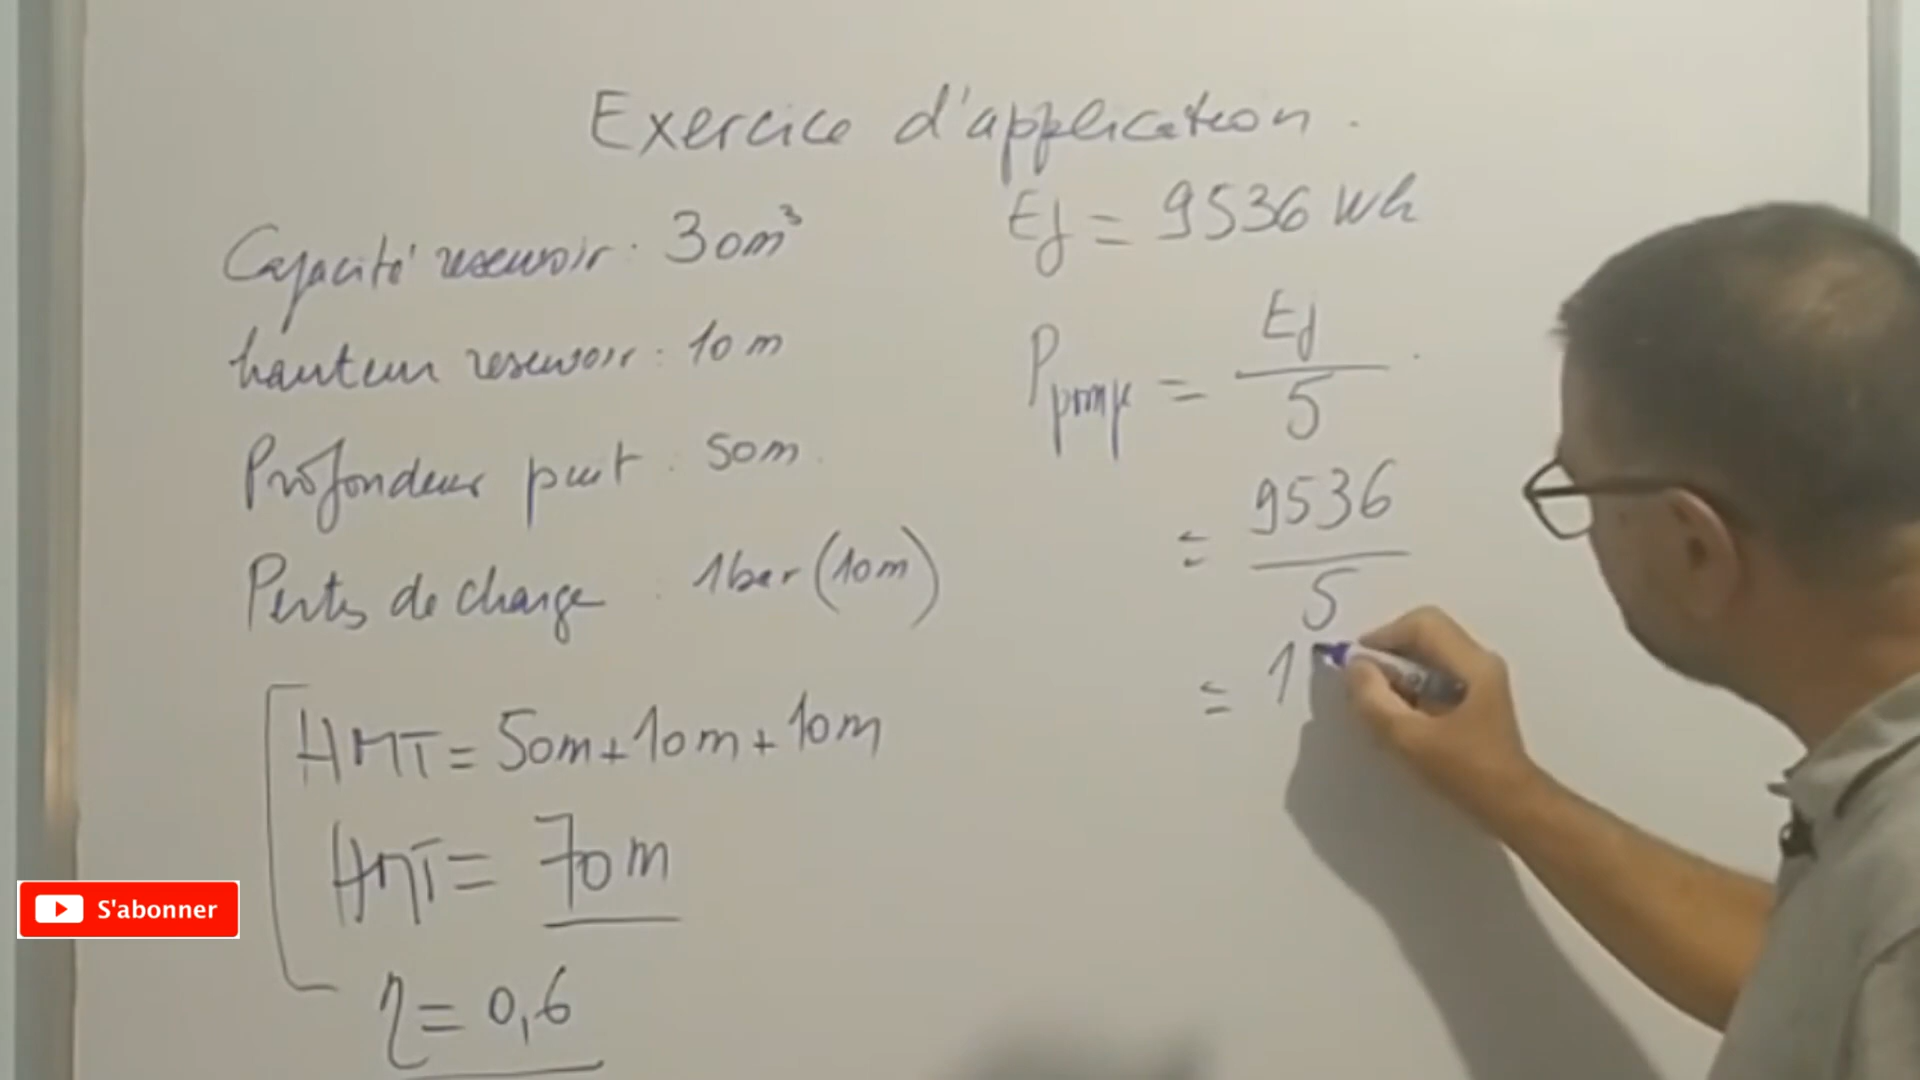 Exercice d'application.
Capacité reservoir : 30m³
hauteur reservoir : 10 m
Profondeur puit : 50m.
Pertes de charge : 1bar (10m)
HMT = 50m + 10m + 10m
HMT = 70m
η = 0,6
Ej = 9536 Wh
Ppompe = Ej / 5
= 9536 / 5
= 1
S'abonner